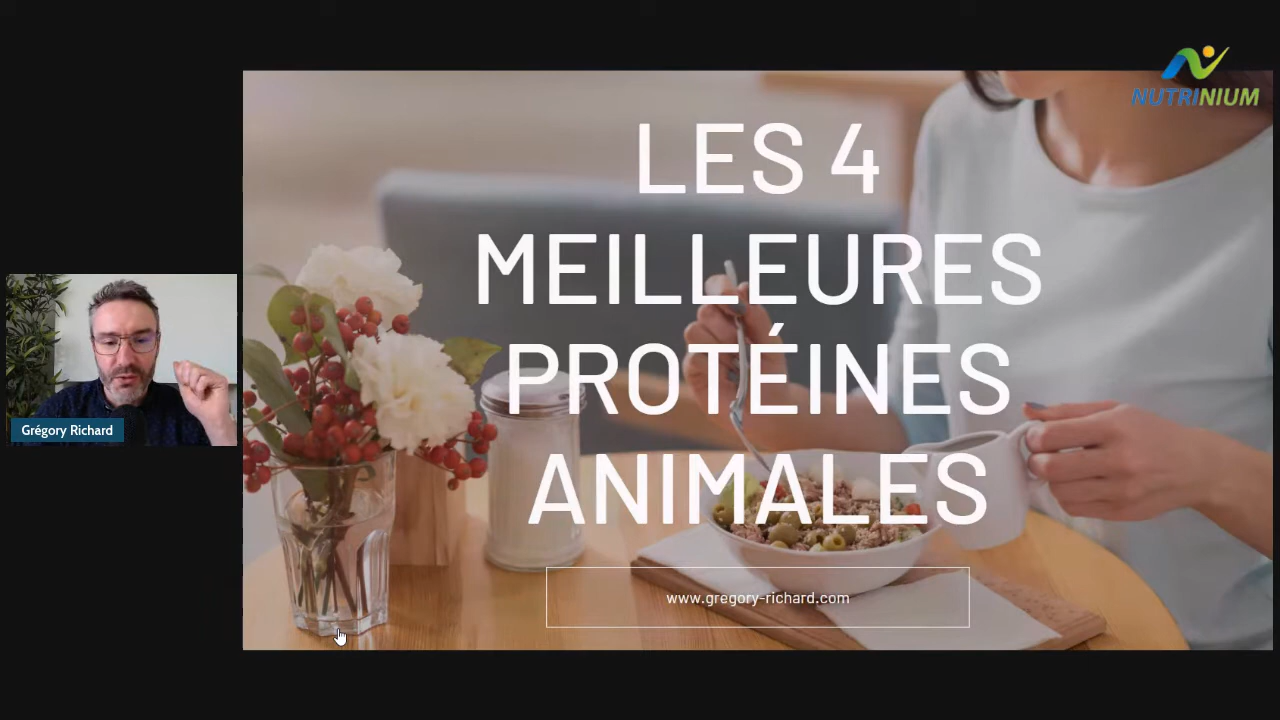 NUTRINIUM
LES 4
MEILLEURES
PROTÉINES
ANIMALES
Grégory Richard
www.gregory-richard.com